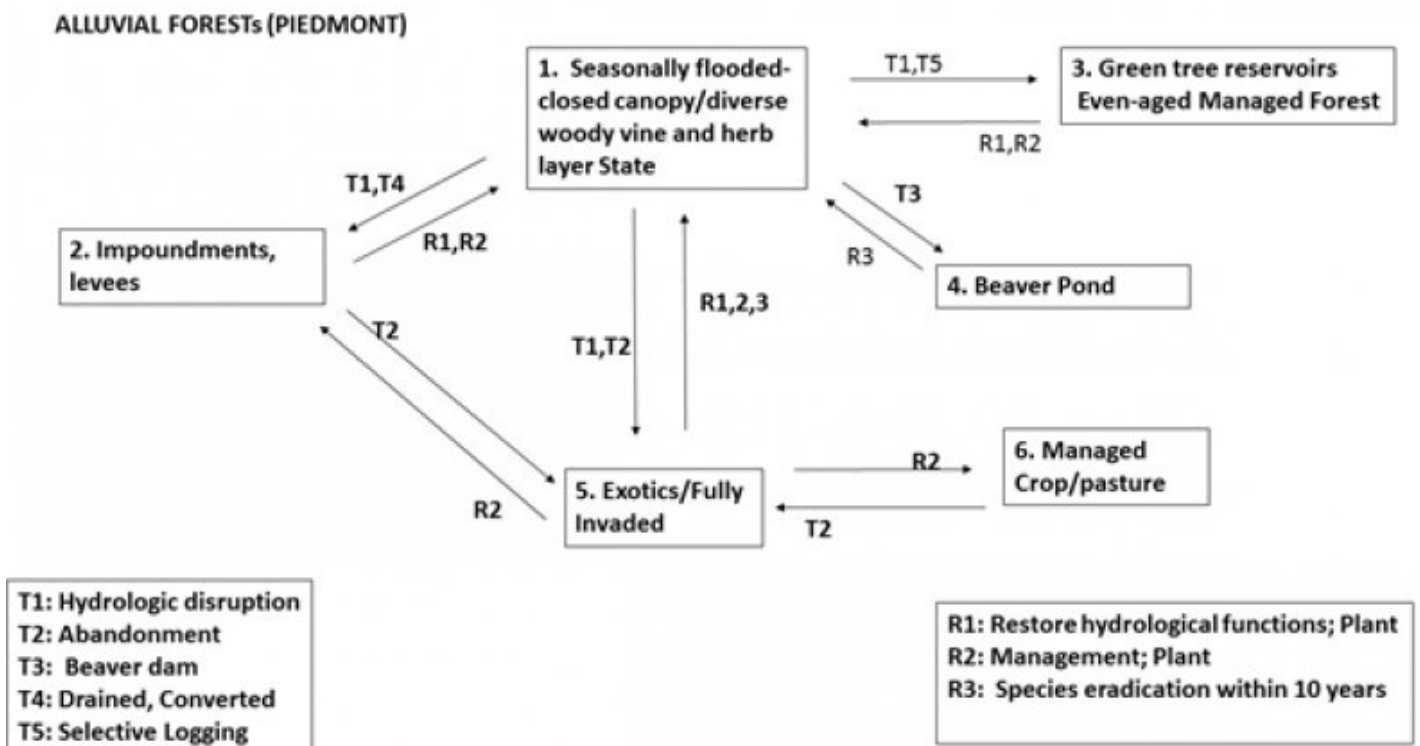 ALLUVIAL FORESTs (PIEDMONT)
1. Seasonally flooded-
closed canopy/diverse
woody vine and herb
layer State
T1,T5
R1,R2
3. Green tree reservoirs
Even-aged Managed Forest
T1,T4
R1,R2
T3
R3
2. Impoundments,
levees
4. Beaver Pond
T2
R2
T1,T2
R1,2,3
5. Exotics/Fully
Invaded
R2
T2
6. Managed
Crop/pasture
T1: Hydrologic disruption
T2: Abandonment
T3: Beaver dam
T4: Drained, Converted
T5: Selective Logging
R1: Restore hydrological functions; Plant
R2: Management; Plant
R3: Species eradication within 10 years